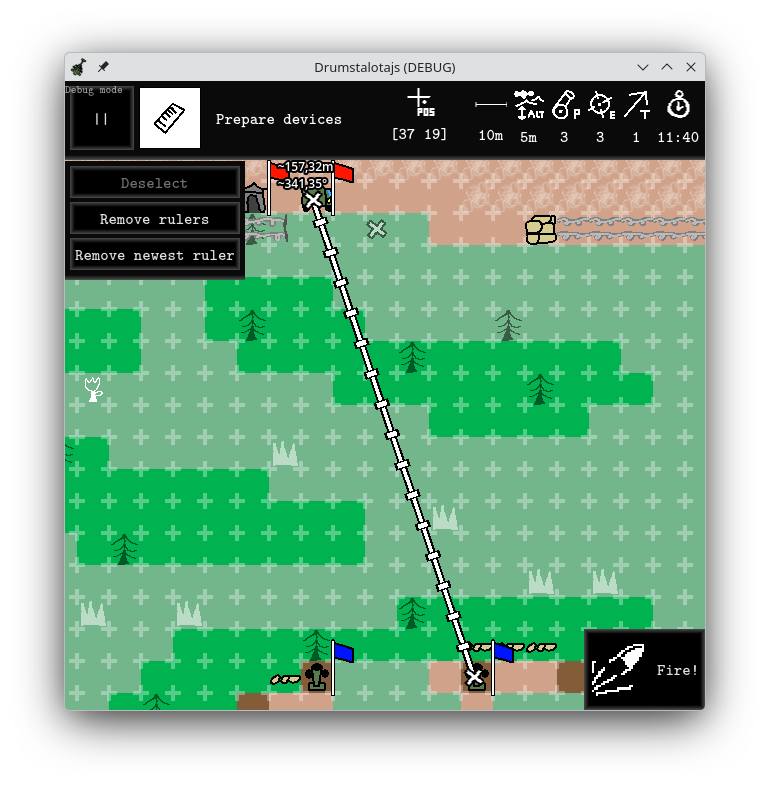 Drumstalotajs (DEBUG)
Debug mode
Prepare devices
POS
ALT
P
E
T
[37 19]
10m
5m
3
3
1
11:40
~157,32m
~341,35°
Deselect
Remove rulers
Remove newest ruler
Fire!